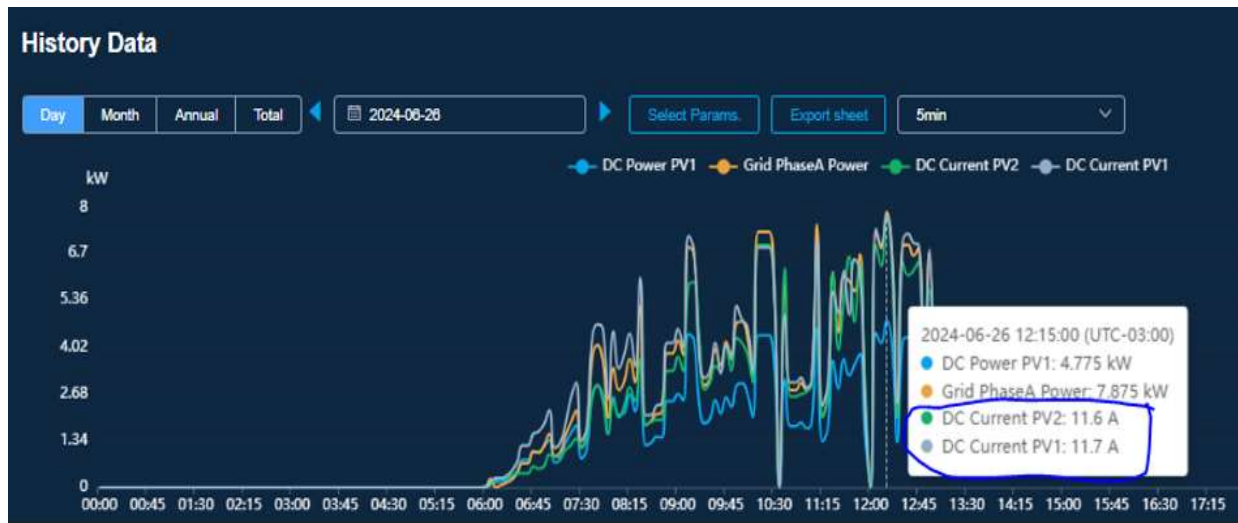 History Data
Day Month Annual Total 2024-06-26 Select Params. Export sheet 5min
DC Power PV1 Grid PhaseA Power DC Current PV2 DC Current PV1
kW
8
6.7
5.36
4.02
2.68
1.34
0
2024-06-26 12:15:00 (UTC-03:00)
DC Power PV1: 4.775 kW
Grid PhaseA Power: 7.875 kW
DC Current PV2: 11.6 A
DC Current PV1: 11.7 A
00:00 00:45 01:30 02:15 03:00 03:45 04:30 05:15 06:00 06:45 07:30 08:15 09:00 09:45 10:30 11:15 12:00 12:45 13:30 14:15 15:00 15:45 16:30 17:15